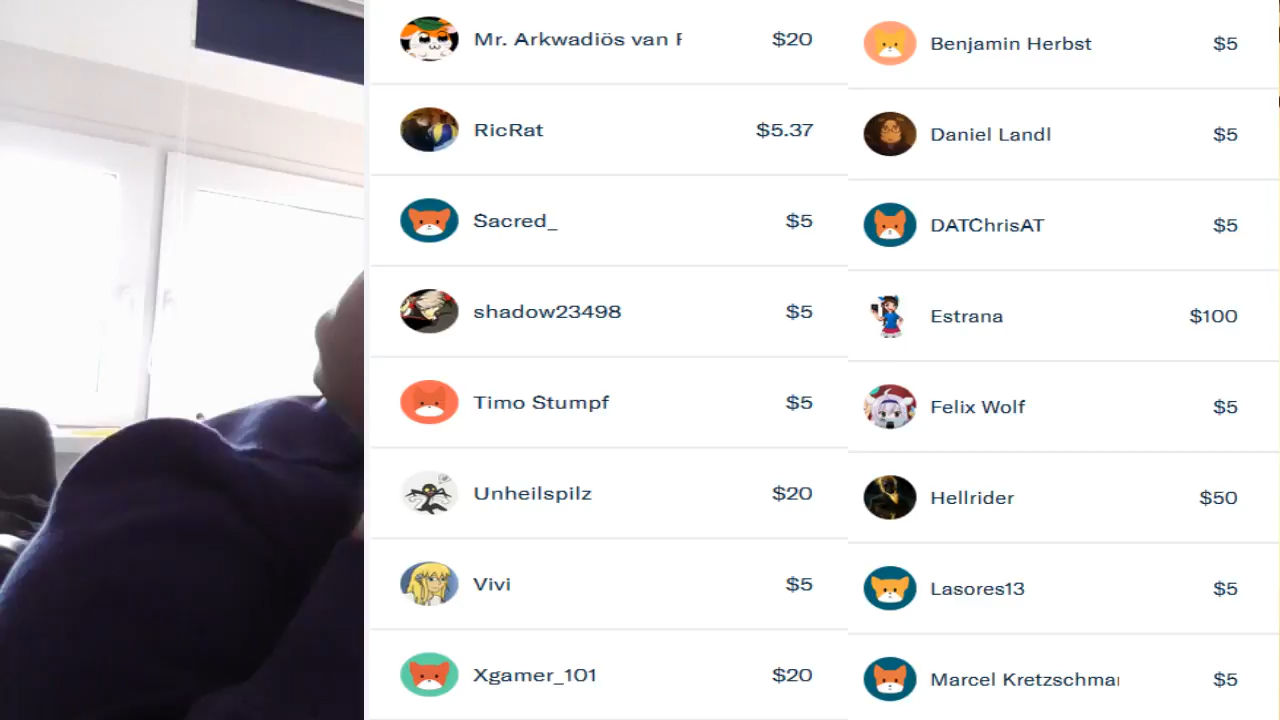 Mr. Arkwadiös van
$20
RicRat
$5.37
Sacred_
$5
shadow23498
$5
Timo Stumpf
$5
Unheilspilz
$20
Vivi
$5
Xgamer_101
$20
Benjamin Herbst
$5
Daniel Landl
$5
DATChrisAT
$5
Estrana
$100
Felix Wolf
$5
Hellrider
$50
Lasores13
$5
Marcel Kretzschma
$5